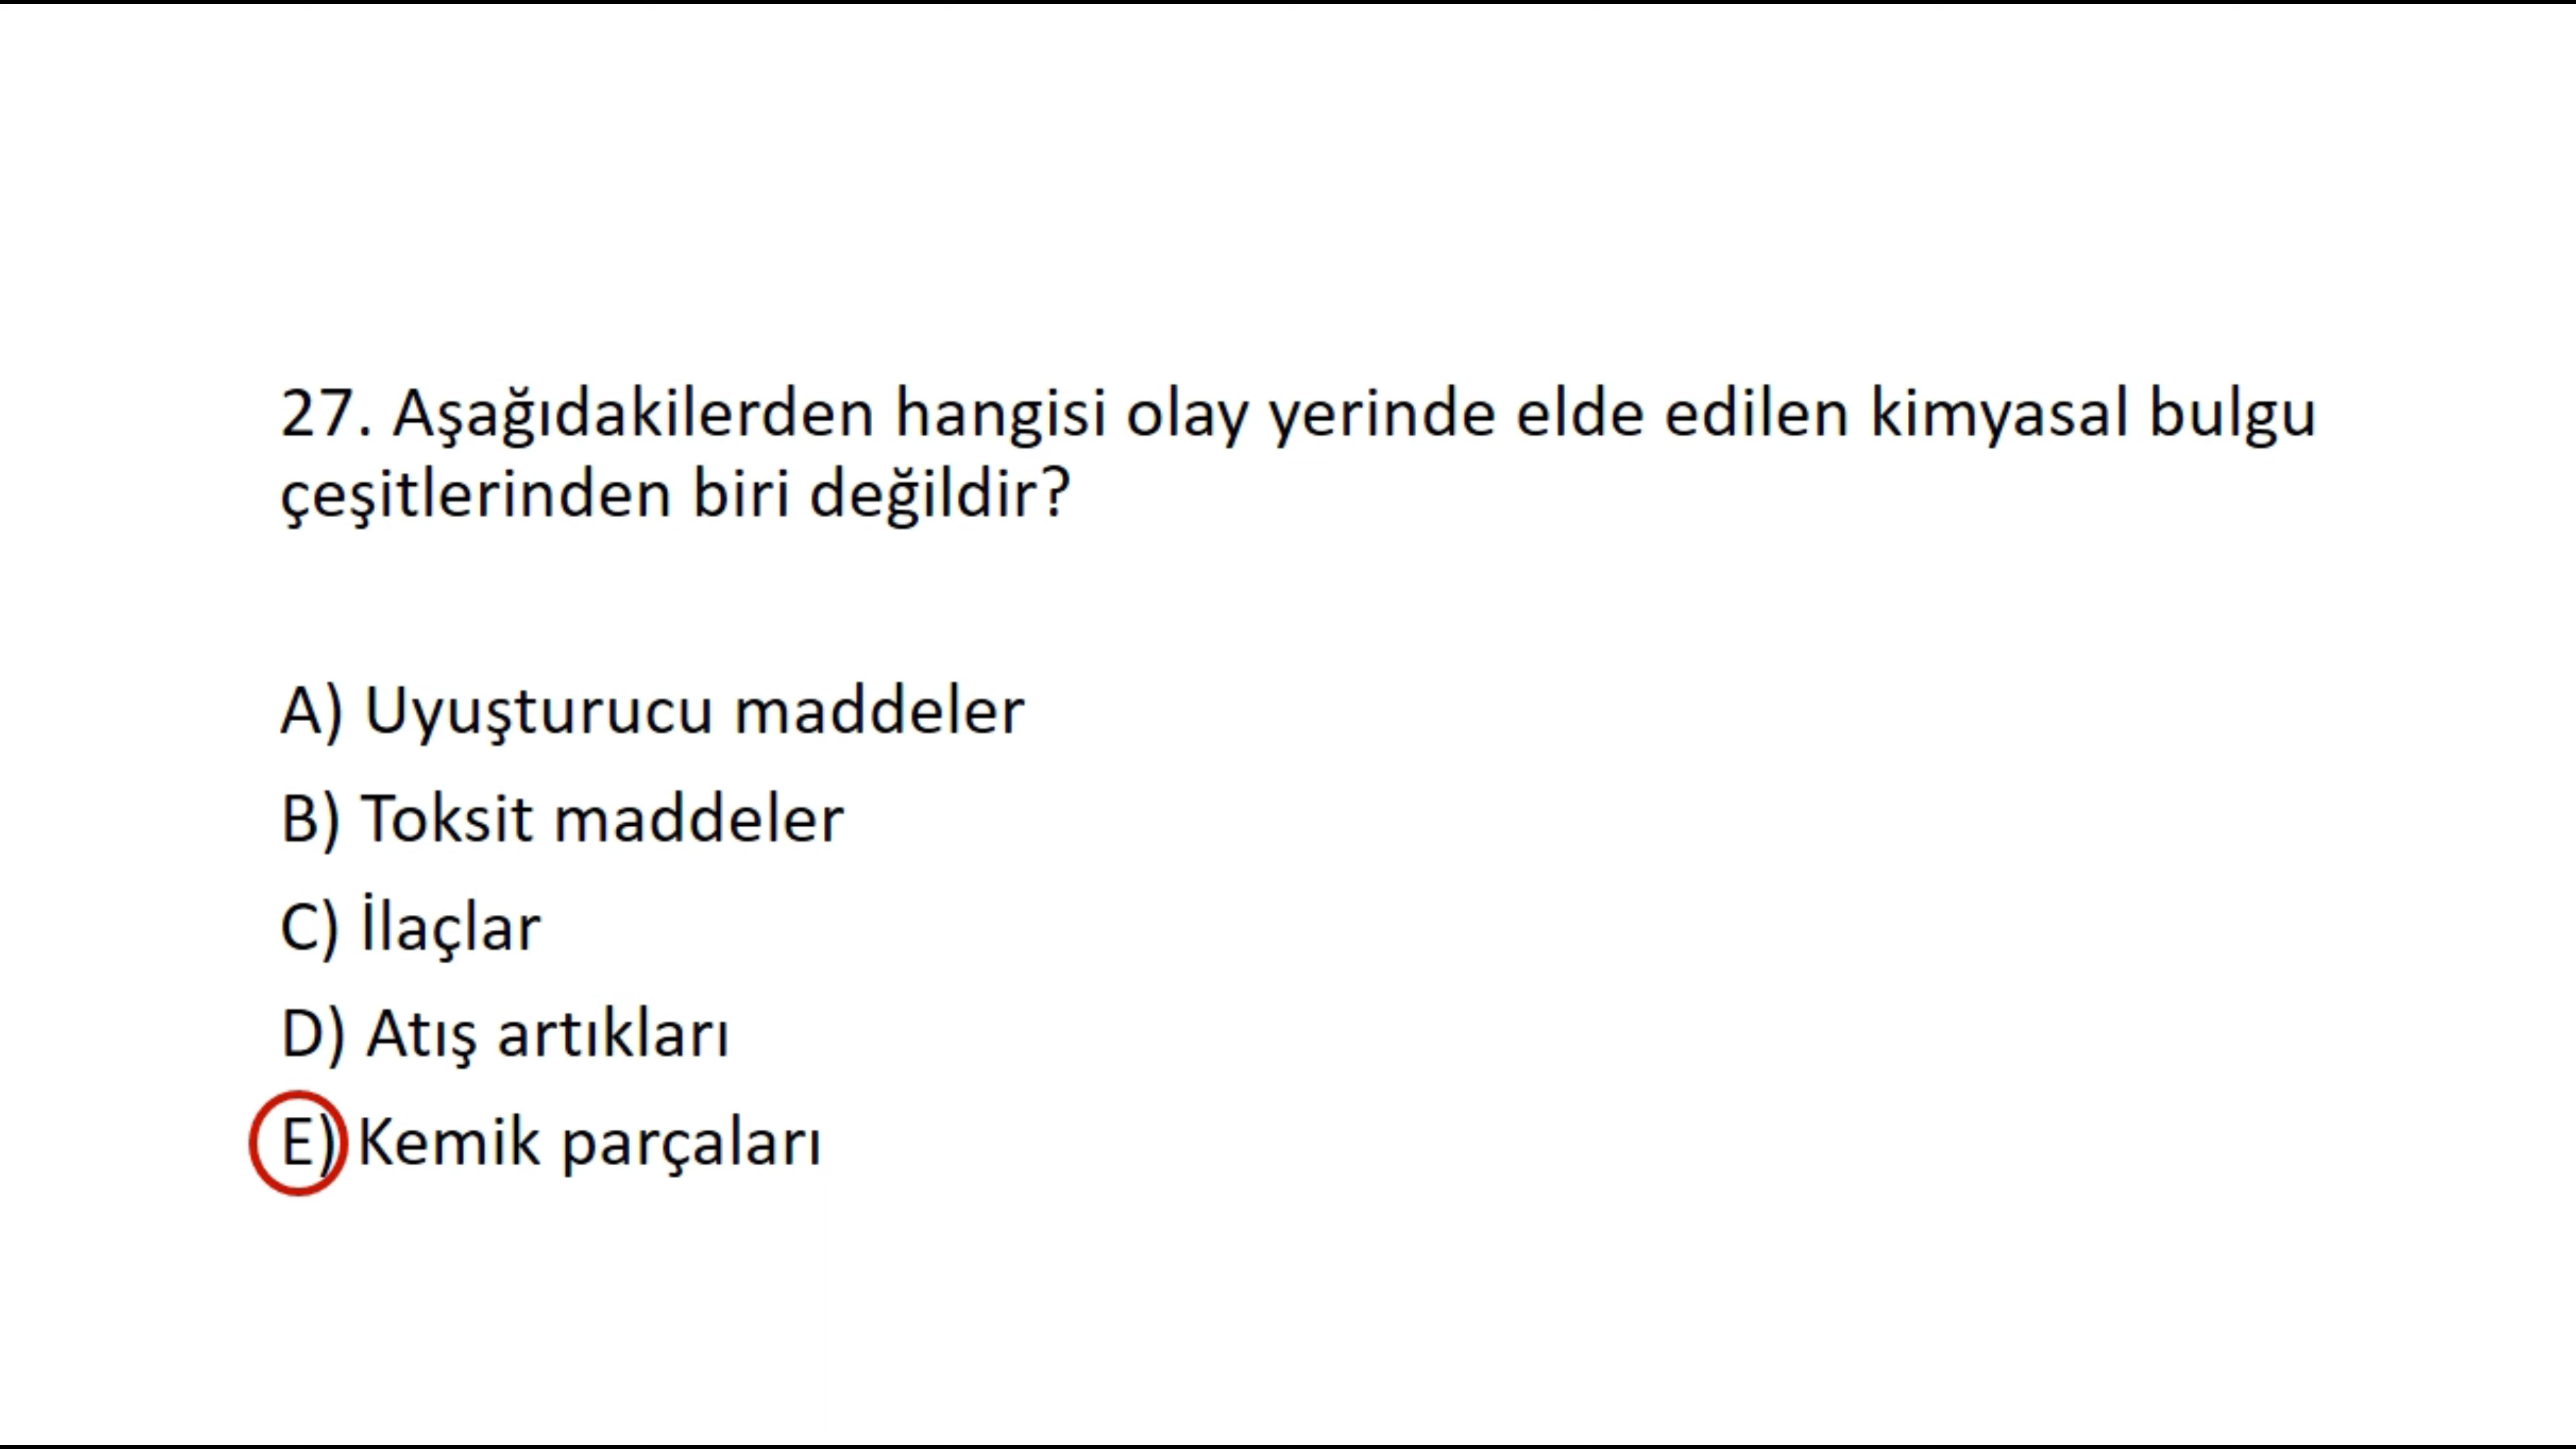 27. Aşağıdakilerden hangisi olay yerinde elde edilen kimyasal bulgu
çeşitlerinden biri değildir?
A) Uyuşturucu maddeler
B) Toksit maddeler
C) İlaçlar
D) Atış artıkları
E) Kemik parçaları